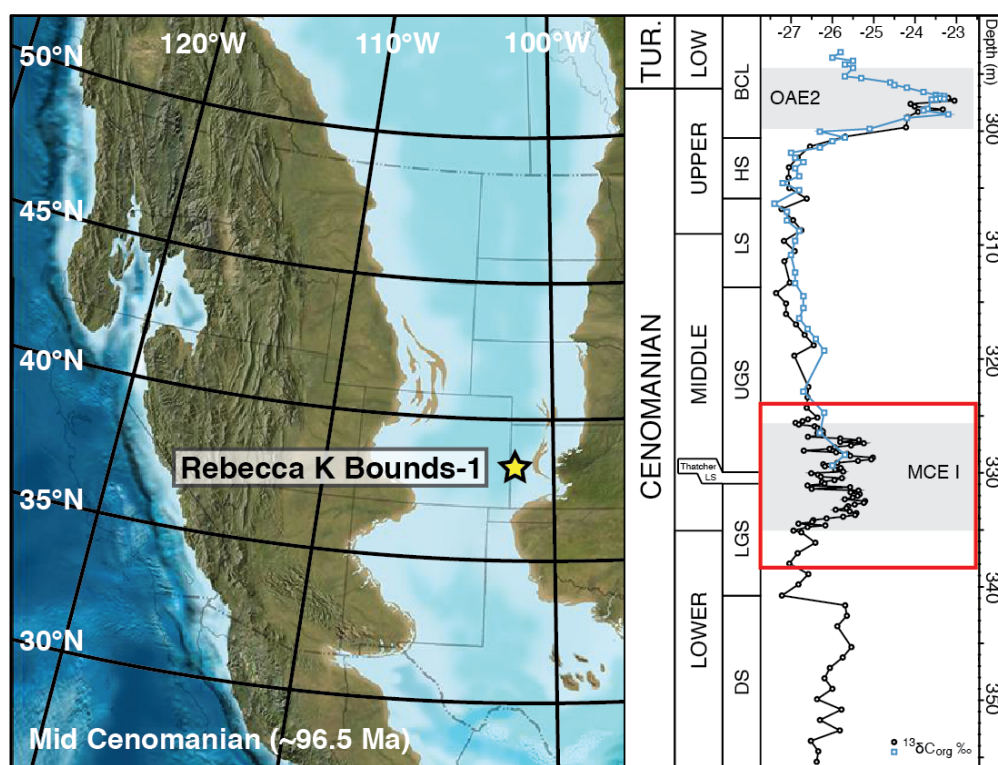 120°W
110°W
100°W
50°N
45°N
40°N
35°N
30°N
Rebecca K Bounds-1
Mid Cenomanian (~96.5 Ma)
TUR.
CENOMANIAN
LOW
UPPER
MIDDLE
LOWER
Thatcher
LS
BCL
HS
LS
UGS
LGS
DS
-27 -26 -25 -24 -23
OAE2
MCE I
¹³δCorg ‰
Depth (m)
300
310
320
330
340
350